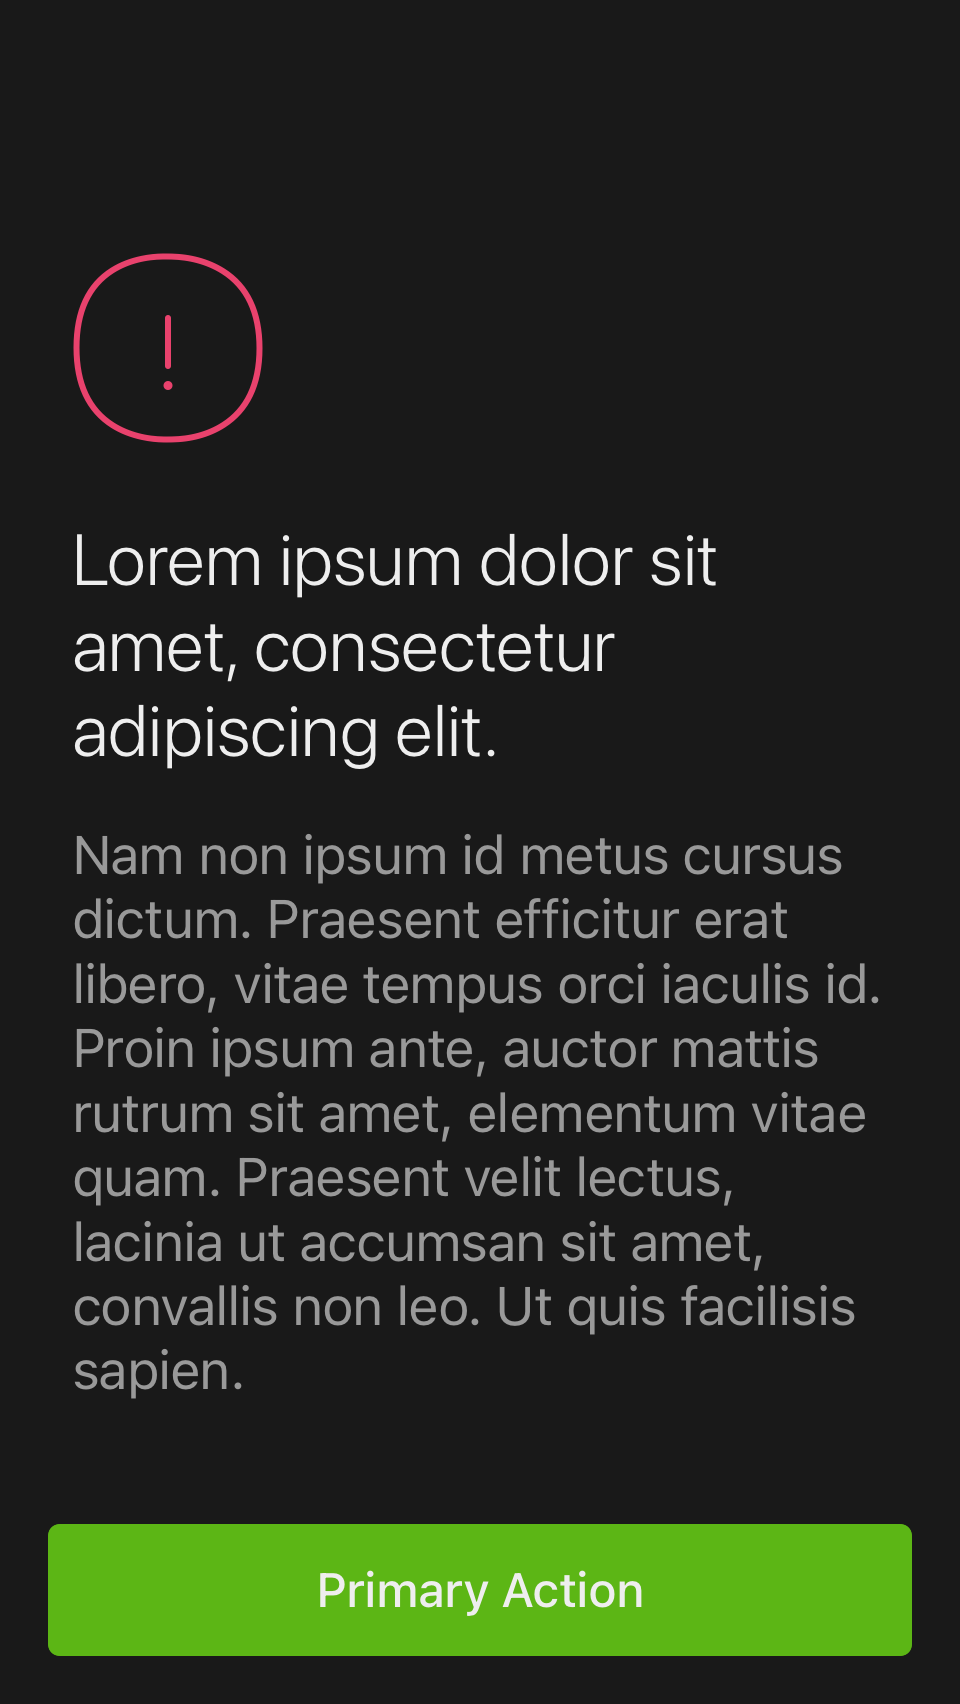 Lorem ipsum dolor sit
amet, consectetur
adipiscing elit.
Nam non ipsum id metus cursus
dictum. Praesent efficitur erat
libero, vitae tempus orci iaculis id.
Proin ipsum ante, auctor mattis
rutrum sit amet, elementum vitae
quam. Praesent velit lectus,
lacinia ut accumsan sit amet,
convallis non leo. Ut quis facilisis
sapien.
Primary Action